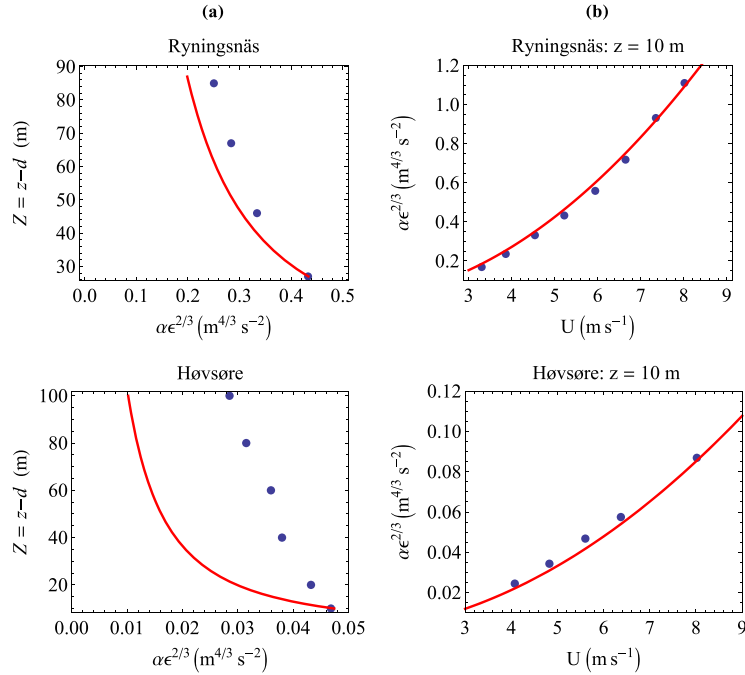 (a)
Ryningsnäs
90
80
70
60
50
40
30
Z = z−d (m)
0.0 0.1 0.2 0.3 0.4 0.5
αϵ^{2/3} (m^{4/3} s^{−2})
(b)
Ryningsnäs: z = 10 m
1.2
1.0
0.8
0.6
0.4
0.2
αϵ^{2/3} (m^{4/3} s^{−2})
3 4 5 6 7 8 9
U (m s^{−1})
Høvsøre
100
80
60
40
20
Z = z−d (m)
0.00 0.01 0.02 0.03 0.04 0.05
αϵ^{2/3} (m^{4/3} s^{−2})
Høvsøre: z = 10 m
0.12
0.10
0.08
0.06
0.04
0.02
αϵ^{2/3} (m^{4/3} s^{−2})
3 4 5 6 7 8 9
U (m s^{−1})